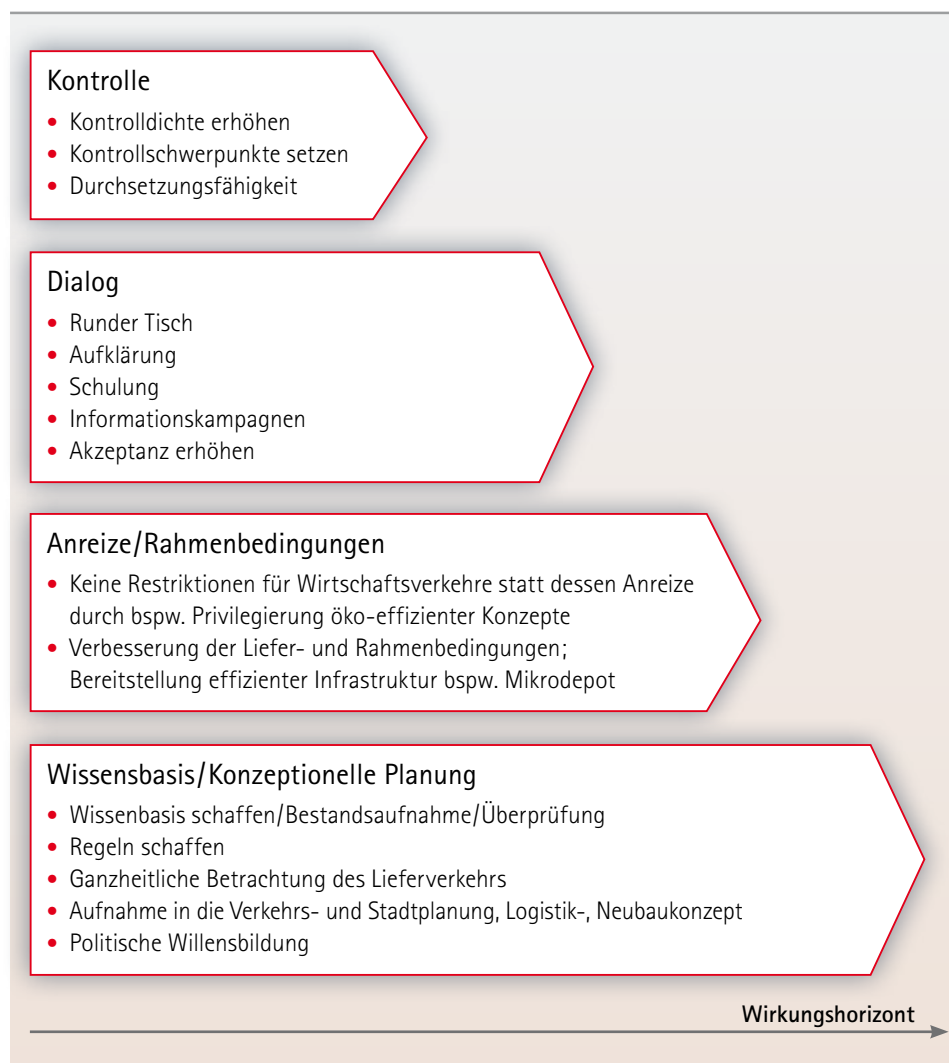 Kontrolle
• Kontrolldichte erhöhen
• Kontrollschwerpunkte setzen
• Durchsetzungsfähigkeit
Dialog
• Runder Tisch
• Aufklärung
• Schulung
• Informationskampagnen
• Akzeptanz erhöhen
Anreize/Rahmenbedingungen
• Keine Restriktionen für Wirtschaftsverkehre statt dessen Anreize
durch bspw. Privilegierung öko-effizienter Konzepte
• Verbesserung der Liefer- und Rahmenbedingungen;
Bereitstellung effizienter Infrastruktur bspw. Mikrodepot
Wissensbasis/Konzeptionelle Planung
• Wissenbasis schaffen/Bestandsaufnahme/Überprüfung
• Regeln schaffen
• Ganzheitliche Betrachtung des Lieferverkehrs
• Aufnahme in die Verkehrs- und Stadtplanung, Logistik-, Neubaukonzept
• Politische Willensbildung
Wirkungshorizont